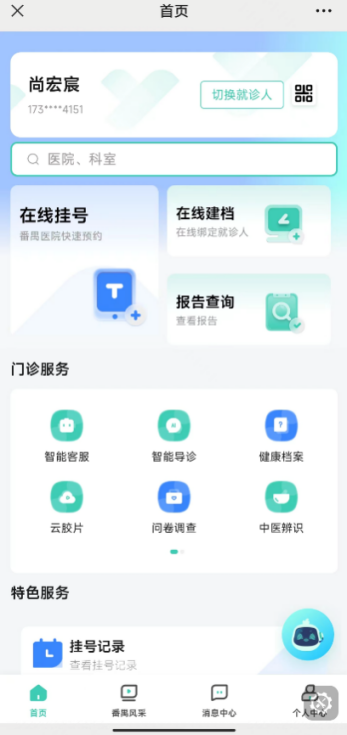 首页
尚宏宸
173****4151
切换就诊人
医院、科室
在线挂号
番禺医院快速预约
在线建档
在线绑定就诊人
报告查询
查看报告
门诊服务
智能客服
智能导诊
健康档案
云胶片
问卷调查
中医辨识
特色服务
挂号记录
查看挂号记录
首页
番禺风采
消息中心
个人中心